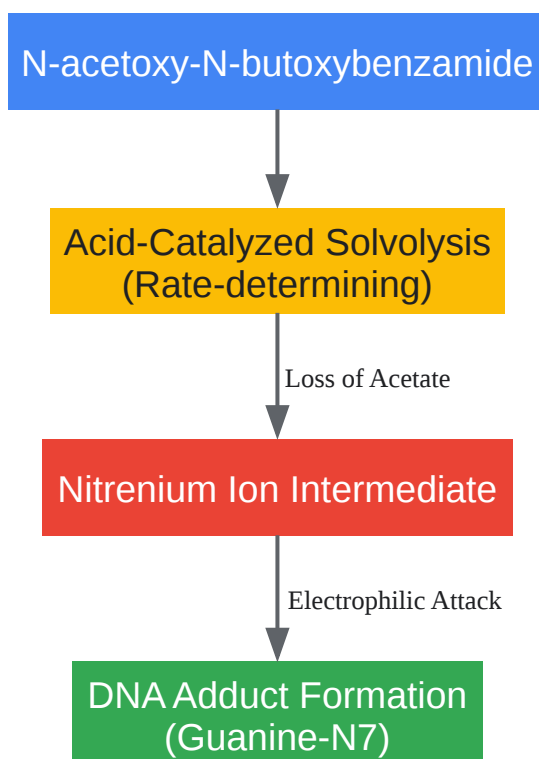 N-acetoxy-N-butoxybenzamide
Acid-Catalyzed Solvolysis
(Rate-determining)
Loss of Acetate
Nitrenium Ion Intermediate
Electrophilic Attack
DNA Adduct Formation
(Guanine-N7)